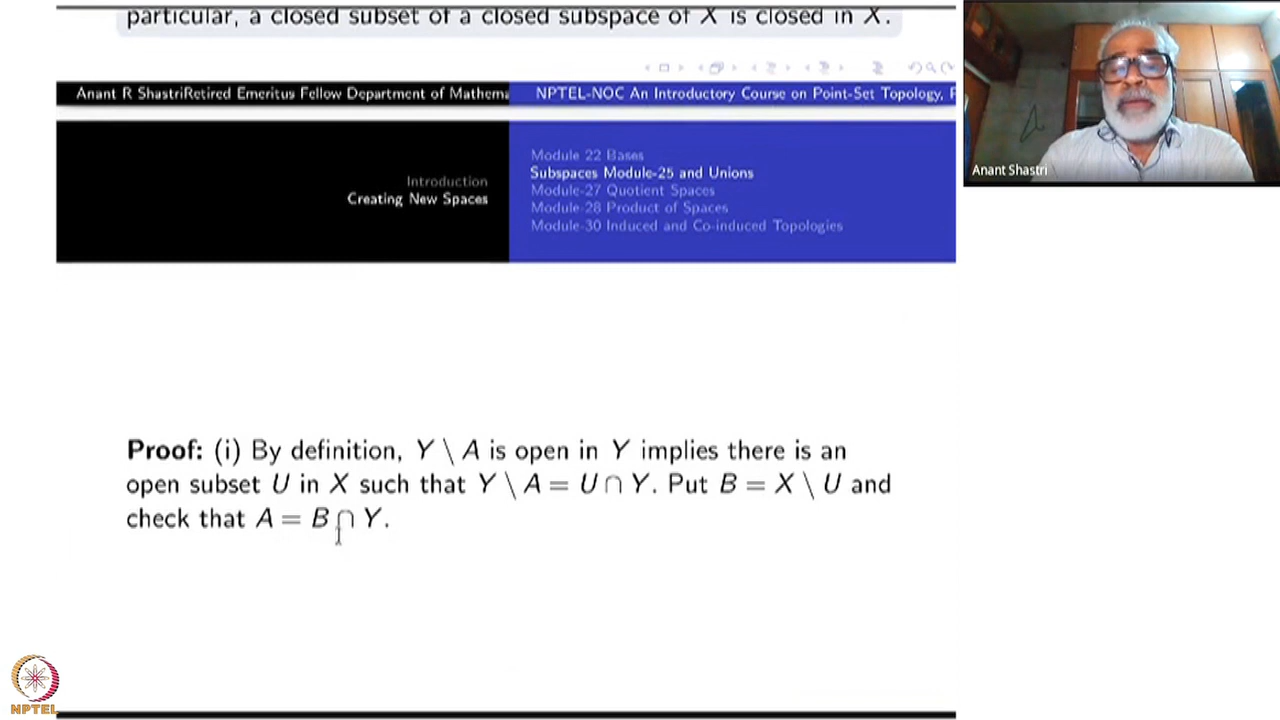 particular, a closed subset of a closed subspace of X is closed in X.
Anant R ShastriRetired Emeritus Fellow Department of Mathema
NPTEL-NOC An Introductory Course on Point-Set Topology, P
Introduction
Creating New Spaces
Module 22 Bases
Subspaces Module-25 and Unions
Module-27 Quotient Spaces
Module-28 Product of Spaces
Module-30 Induced and Co-induced Topologies
Anant Shastri
Proof: (i) By definition, Y \ A is open in Y implies there is an
open subset U in X such that Y \ A = U ∩ Y. Put B = X \ U and
check that A = B ∩ Y.
NPTEL